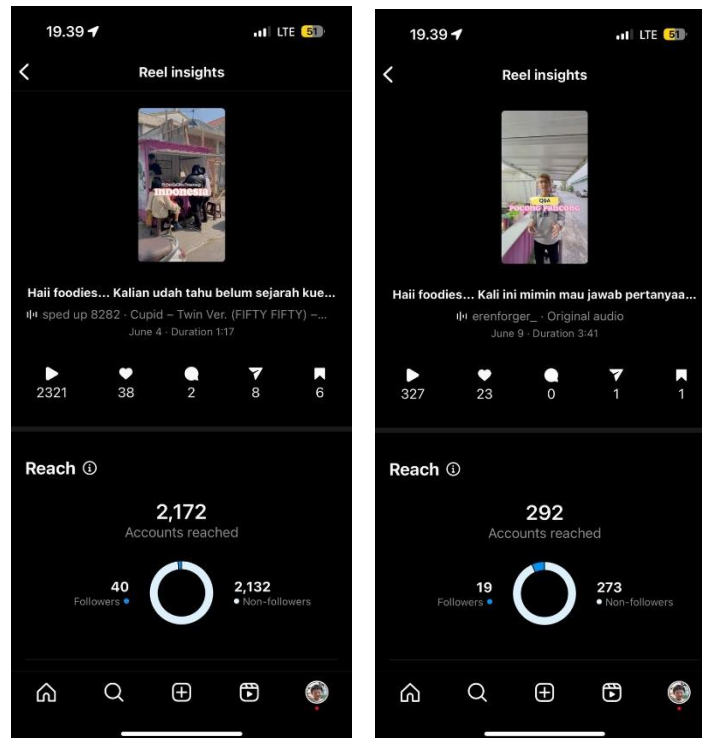 19.39
LTE 51
Reel insights
INDONESIA
Haii foodies... Kalian udah tahu belum sejarah kue...
sped up 8282 · Cupid – Twin Ver. (FIFTY FIFTY) –...
June 4 · Duration 1:17
2321 38 2 8 6
Reach
2,172
Accounts reached
40
Followers
2,132
Non-followers
19.39
LTE 51
Reel insights
Q&A
POCONG PANCONG
Haii foodies... Kali ini mimin mau jawab pertanyaa...
erenforger_ · Original audio
June 9 · Duration 3:41
327 23 0 1 1
Reach
292
Accounts reached
19
Followers
273
Non-followers